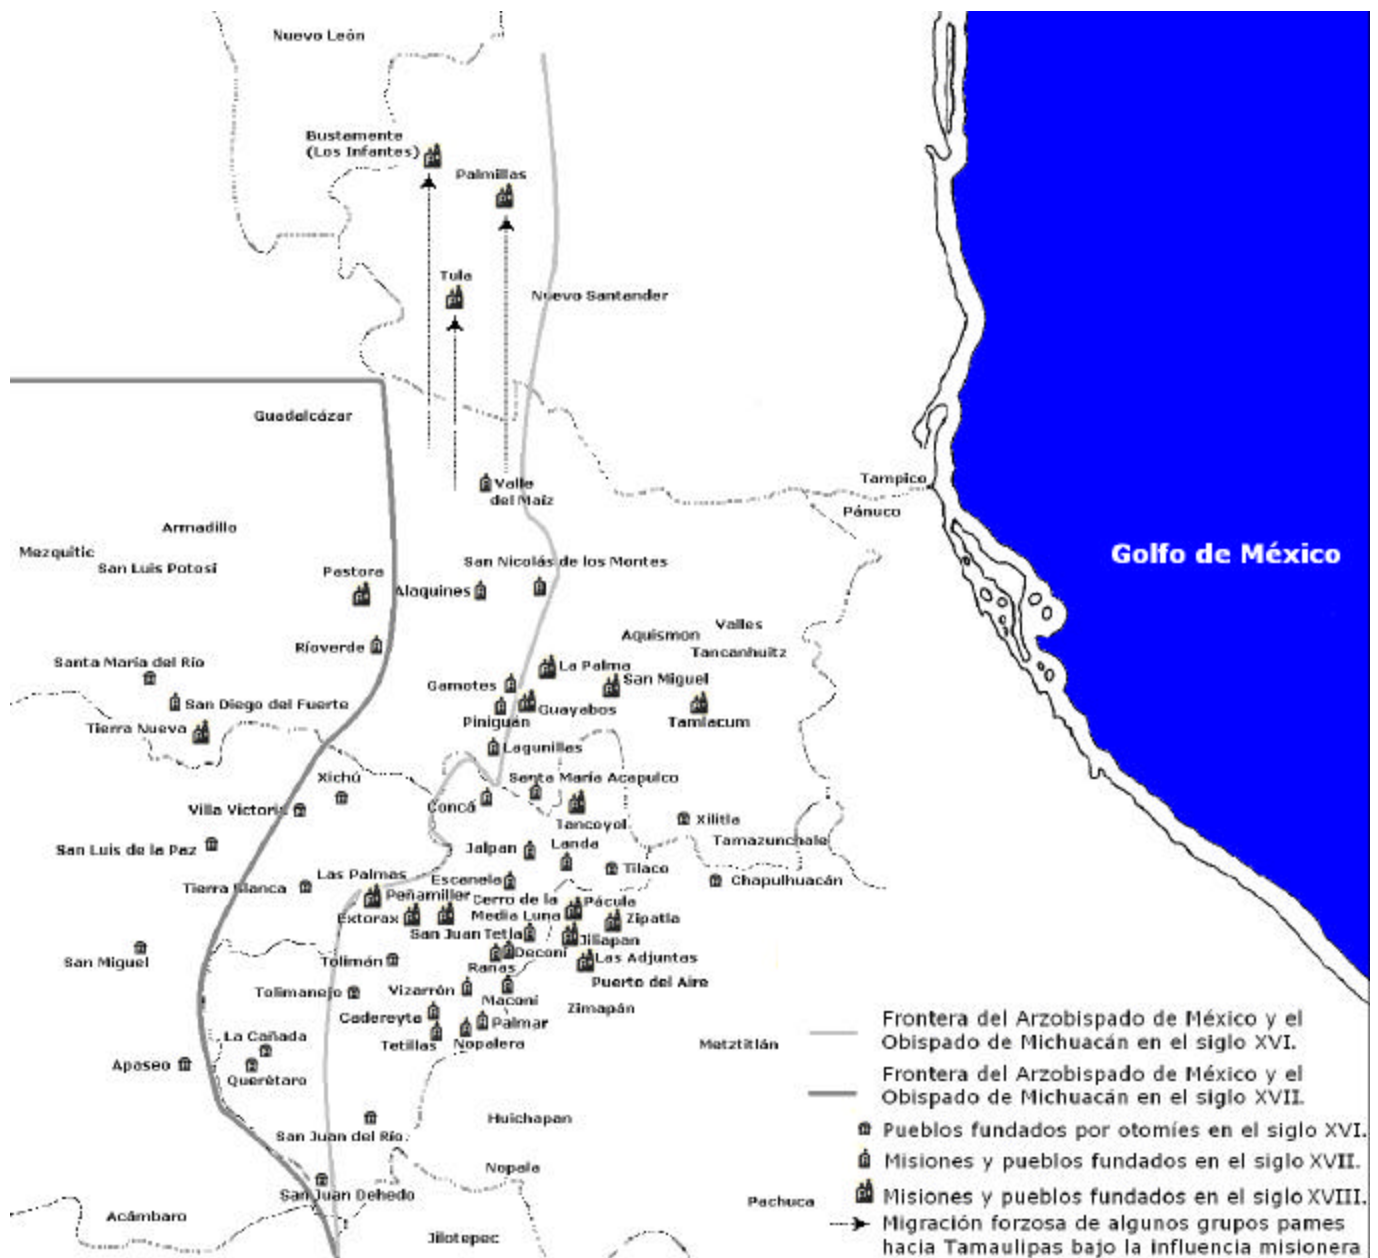 Nuevo León
Bustamente
(Los Infantes)
Palmillas
Tula
Nuevo Santander
Guadalcázar
Tampico
Valle
del Maíz
Pánuco
Armadillo
Mezquitic
San Luis Potosí
Golfo de México
San Nicolás de los Montes
Pastora
Alaquines
Valles
Aquismon
Ríoverde
Tancanhuitz
Santa María del Río
La Palma
Gamotes
San Miguel
San Diego del Fuerte
Guayabos
Piniguán
Tamlacum
Tierra Nueva
Lagunillas
Xichú
Santa María Acapulco
Villa Victoria
Concá
Tancoyol
Xilitla
San Luis de la Paz
Jalpan
Landa
Tamazunchale
Las Palmas
Tilaco
Tierra Blanca
Escanela
Chapulhuacán
Peñamiller
Cerro de la
Media Luna
Pácula
Extorax
Zipatla
San Juan Tetla
Jiliapan
Deconí
San Miguel
Tolimán
Ranas
Las Adjuntas
Puerto del Aire
Tolimanejo
Vizarrón
Maconí
Zimapán
Cadereyta
Palmar
La Cañada
Tetillas
Nopalera
Metztitlán
Apaseo
Querétaro
Huichapan
San Juan del Río.
Nopala
San Juan Dehedo
Pachuca
Acámbaro
Jilotepec
Frontera del Arzobispado de México y el
Obispado de Michuacán en el siglo XVI.
Frontera del Arzobispado de México y el
Obispado de Michuacán en el siglo XVII.
Pueblos fundados por otomíes en el siglo XVI.
Misiones y pueblos fundados en el siglo XVII.
Misiones y pueblos fundados en el siglo XVIII.
Migración forzosa de algunos grupos pames
hacia Tamaulipas bajo la influencia misionera